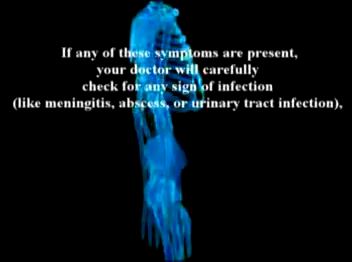 If any of these symptoms are present,
your doctor will carefully
check for any sign of infection
(like meningitis, abscess, or urinary tract infection),